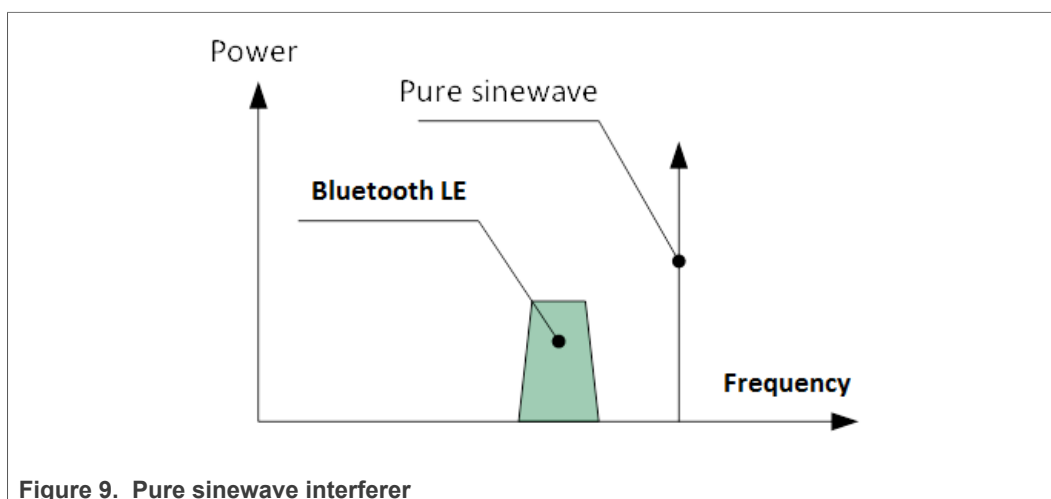 Power
Pure sinewave
Bluetooth LE
Frequency
Figure 9. Pure sinewave interferer